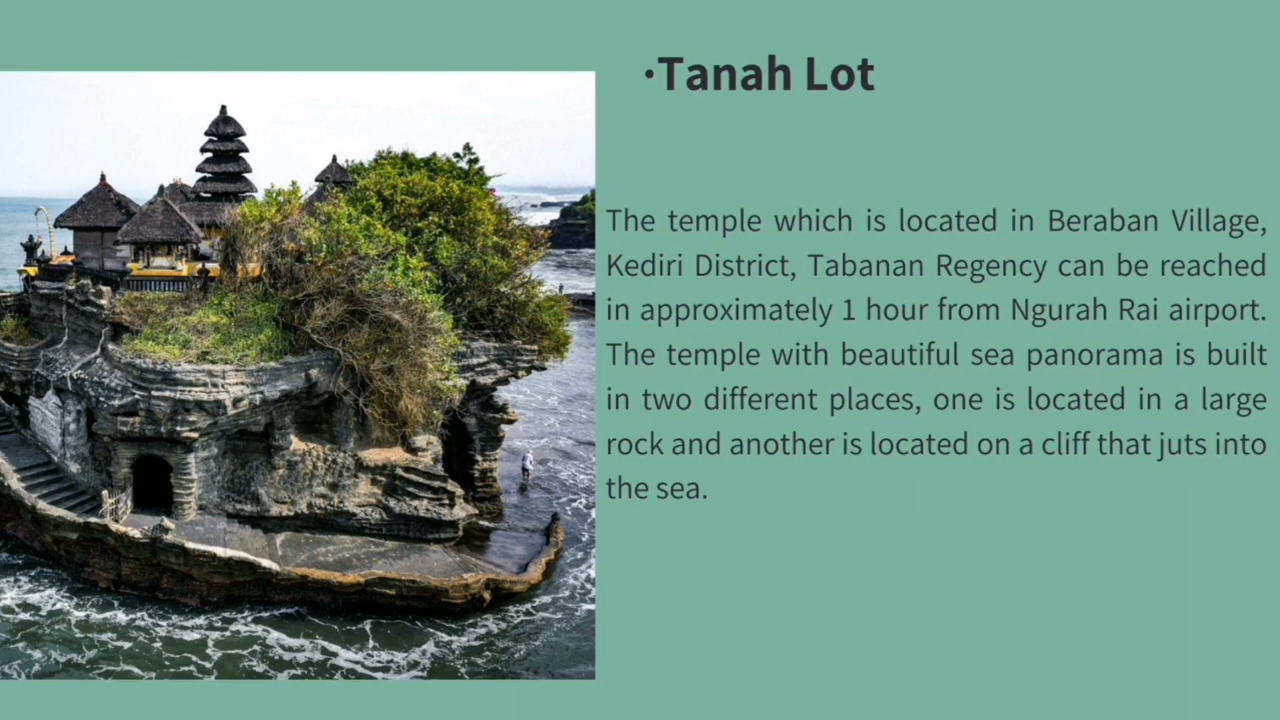 ·Tanah Lot
The temple which is located in Beraban Village,
Kediri District, Tabanan Regency can be reached
in approximately 1 hour from Ngurah Rai airport.
The temple with beautiful sea panorama is built
in two different places, one is located in a large
rock and another is located on a cliff that juts into
the sea.